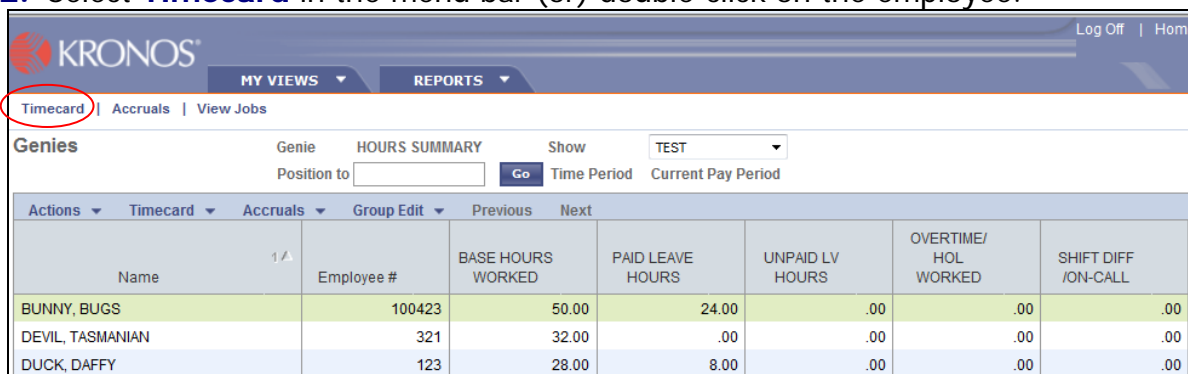 2. Select Timecard in the menu bar (or) double-click on the employee.
Log Off | Hom
KRONOS®
MY VIEWS REPORTS
Timecard | Accruals | View Jobs
Genies Genie HOURS SUMMARY Show TEST
Position to Go Time Period Current Pay Period
Actions Timecard Accruals Group Edit Previous Next
Name 1 Employee # BASE HOURS WORKED PAID LEAVE HOURS UNPAID LV HOURS OVERTIME/ HOL WORKED SHIFT DIFF /ON-CALL
BUNNY, BUGS 100423 50.00 24.00 .00 .00 .00
DEVIL, TASMANIAN 321 32.00 .00 .00 .00 .00
DUCK, DAFFY 123 28.00 8.00 .00 .00 .00